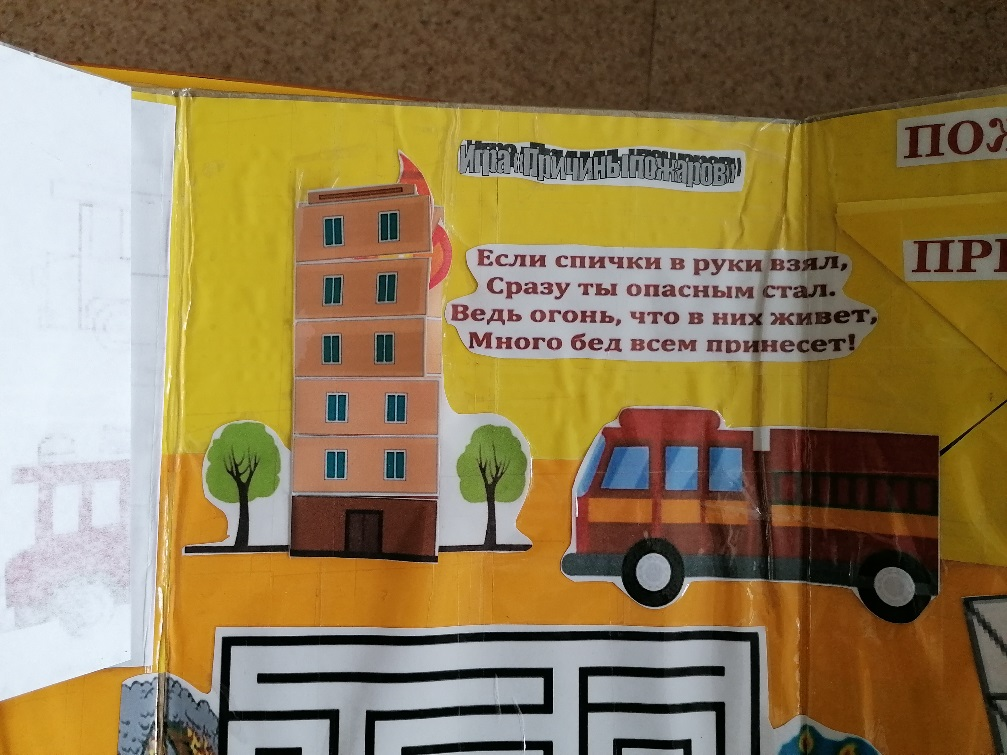 Игра «Причины пожаров»
Если спички в руки взял,
Сразу ты опасным стал.
Ведь огонь, что в них живет,
Много бед всем принесет!